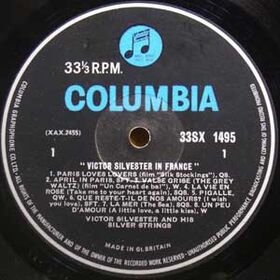 33⅓ R.P.M.
COLUMBIA
(XAX.2455)
33SX 1495
1
1
"VICTOR SILVESTER IN FRANCE"
1. PARIS LOVES LOVERS (film "Silk Stockings"), QS.
2. APRIL IN PARIS, SFT. 3. VALSE GRISE (THE GREY
WALTZ) (film "Un Carnet de bal"), W. 4. LA VIE EN
ROSE (Take me to your heart again), SQS. 5. PIGALLE,
QW. 6. QUE RESTE-T-IL DE NOS AMOURS! (I wish
you love), SFT. 7. LA MER (The Sea), SQS. 8. UN PEU
D'AMOUR (A little love, a little kiss), W.
VICTOR SILVESTER AND HIS
SILVER STRINGS
MADE IN GT. BRITAIN